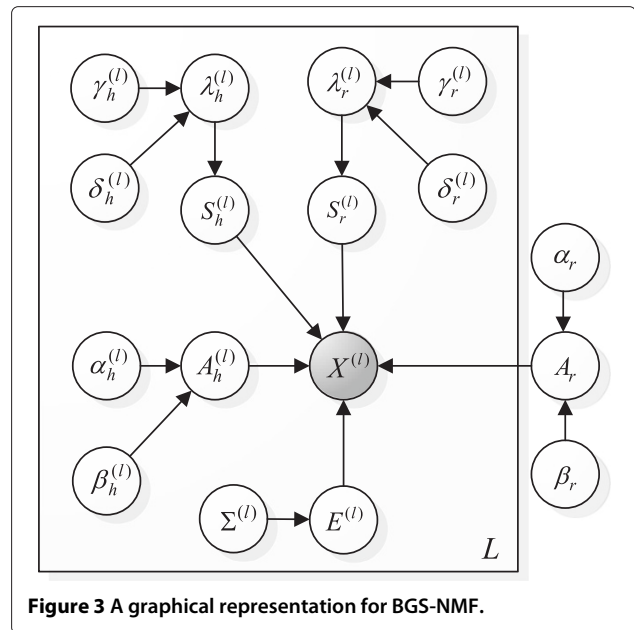 γ_h^{(l)} λ_h^{(l)} λ_r^{(l)} γ_r^{(l)}
δ_h^{(l)} S_h^{(l)} S_r^{(l)} δ_r^{(l)}
α_r
α_h^{(l)} A_h^{(l)} X^{(l)} A_r
β_h^{(l)} β_r
Σ^{(l)} E^{(l)}
L
Figure 3 A graphical representation for BGS-NMF.